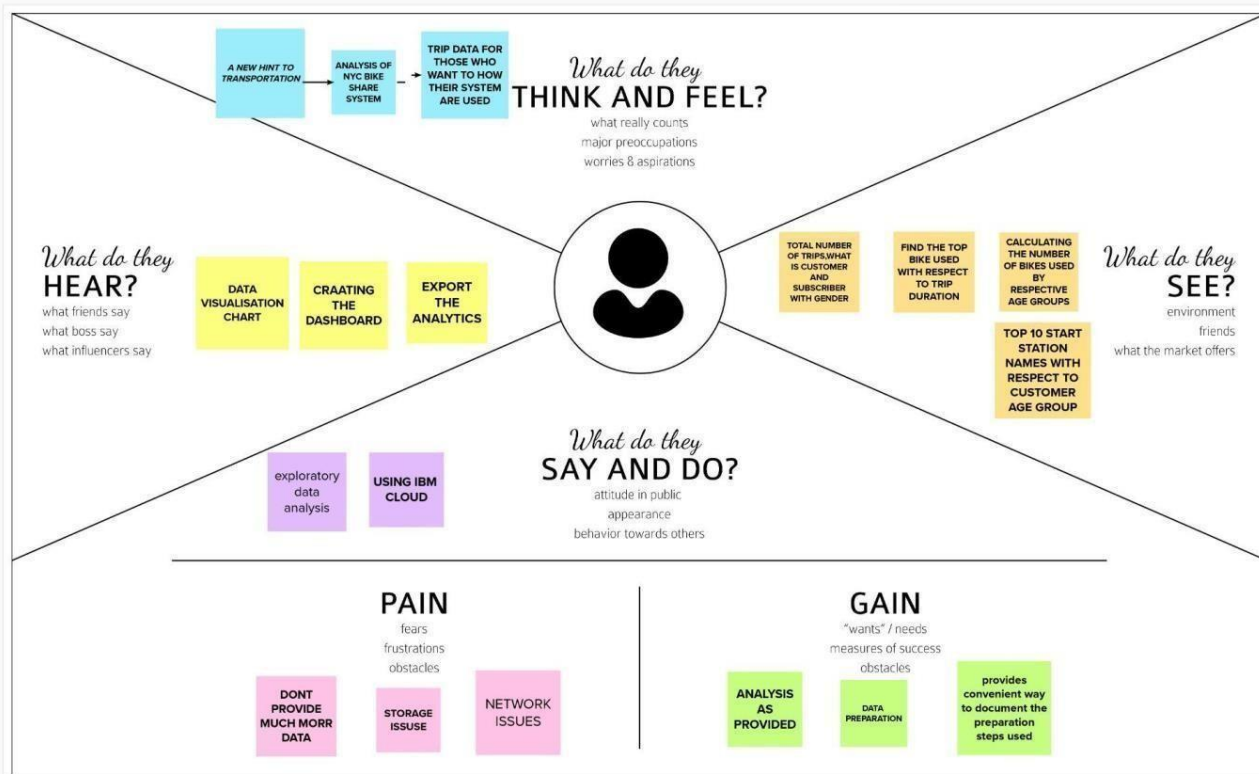 A NEW HINT TO
TRANSPORTATION
ANALYSIS OF
NYC BIKE
SHARE
SYSTEM
TRIP DATA FOR
THOSE WHO
WANT TO HOW
THEIR SYSTEM
ARE USED
What do they
THINK AND FEEL?
what really counts
major preoccupations
worries & aspirations
What do they
HEAR?
what friends say
what boss say
what influencers say
DATA
VISUALISATION
CHART
CRAATING
THE
DASHBOARD
EXPORT
THE
ANALYTICS
TOTAL NUMBER
OF TRIPS,WHAT
IS CUSTOMER
AND
SUBSCRIBER
WITH GENDER
FIND THE TOP
BIKE USED
WITH RESPECT
TO TRIP
DURATION
CALCULATING
THE NUMBER
OF BIKES USED
BY
RESPECTIVE
AGE GROUPS
TOP 10 START
STATION
NAMES WITH
RESPECT TO
CUSTOMER
AGE GROUP
What do they
SEE?
environment
friends
what the market offers
What do they
SAY AND DO?
attitude in public
appearance
behavior towards others
exploratory
data
analysis
USING IBM
CLOUD
PAIN
fears
frustrations
obstacles
DONT
PROVIDE
MUCH MORR
DATA
STORAGE
ISSUSE
NETWORK
ISSUES
GAIN
"wants" / needs
measures of success
obstacles
ANALYSIS
AS
PROVIDED
DATA
PREPARATION
provides
convenient way
to document the
preparation
steps used